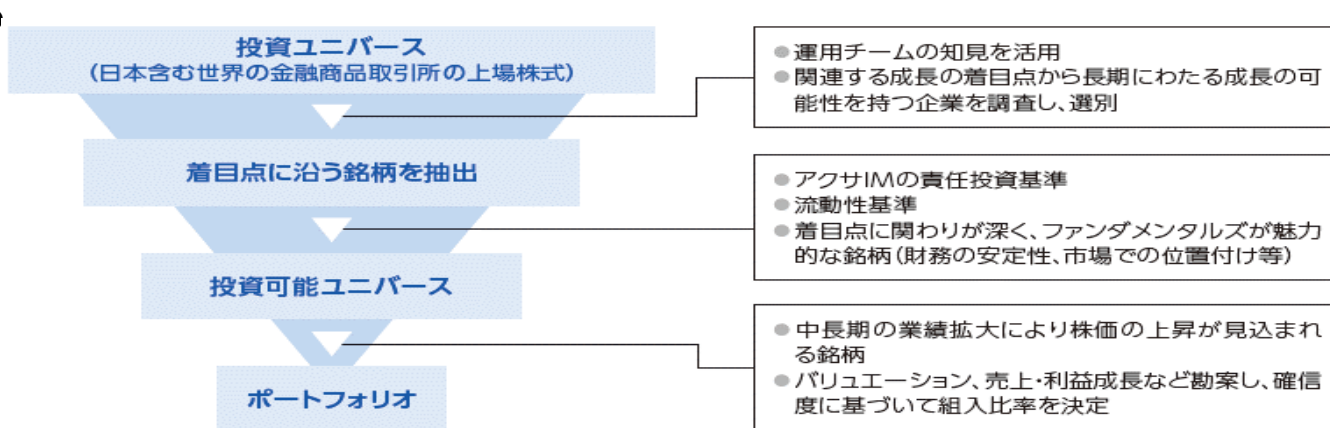 投資ユニバース
(日本含む世界の金融商品取引所の上場株式)
●運用チームの知見を活用
●関連する成長の着目点から長期にわたる成長の可
能性を持つ企業を調査し、選別
着目点に沿う銘柄を抽出
●アクサIMの責任投資基準
●流動性基準
●着目点に関わりが深く、ファンダメンタルズが魅力
的な銘柄(財務の安定性、市場での位置付け等)
投資可能ユニバース
●中長期の業績拡大により株価の上昇が見込まれ
る銘柄
●バリュエーション、売上・利益成長など勘案し、確信
度に基づいて組入比率を決定
ポートフォリオ